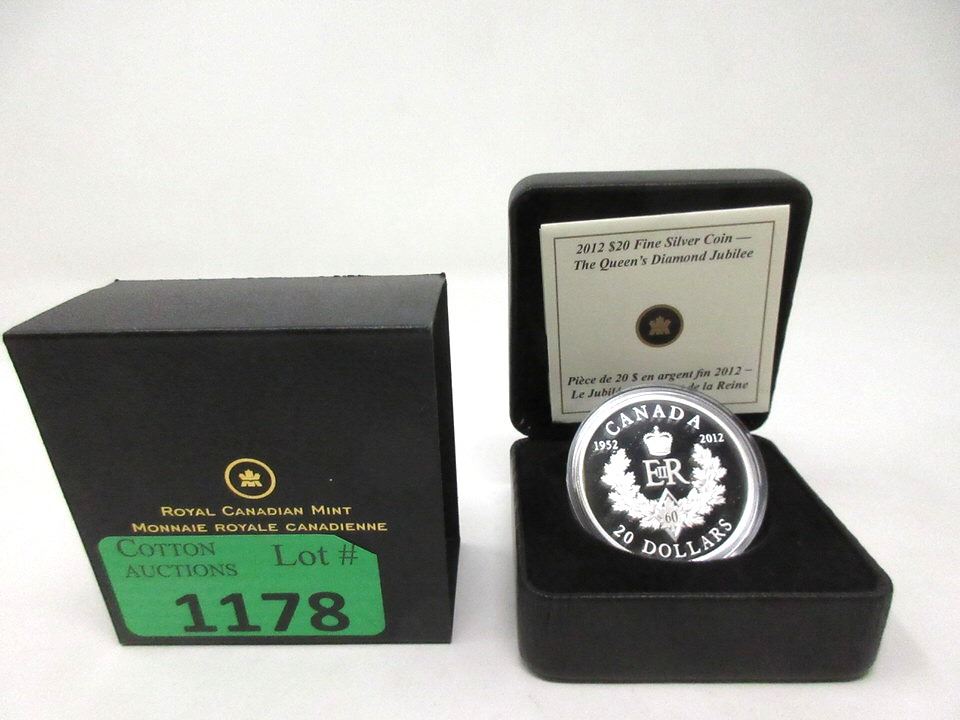 ROYAL CANADIAN MINT
MONNAIE ROYALE CANADIENNE
COTTON
AUCTIONS
Lot #
1178
2012 $20 Fine Silver Coin —
The Queen's Diamond Jubilee
Pièce de 20 $ en argent fin 2012 –
Le de la Reine
CANADA
1952 2012
EIIR
60
20 DOLLARS